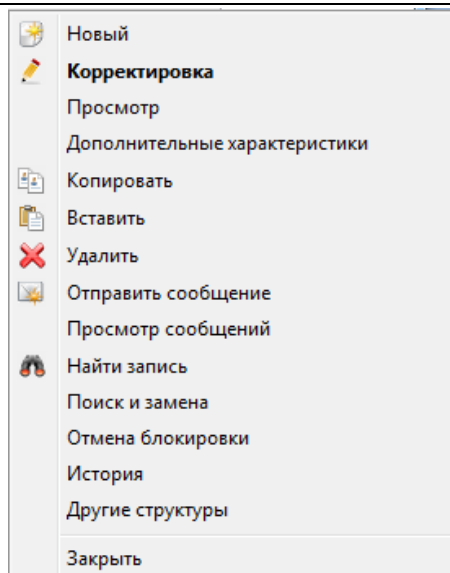 Новый
Корректировка
Просмотр
Дополнительные характеристики
Копировать
Вставить
Удалить
Отправить сообщение
Просмотр сообщений
Найти запись
Поиск и замена
Отмена блокировки
История
Другие структуры
Закрыть